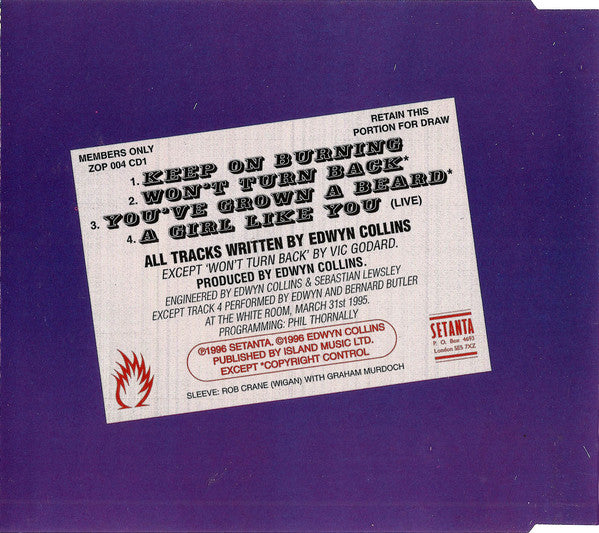 MEMBERS ONLY
ZOP 004 CD1
RETAIN THIS
PORTION FOR DRAW
1. KEEP ON BURNING
2. WON'T TURN BACK*
3. YOU'VE GROWN A BEARD*
4. A GIRL LIKE YOU (LIVE)
ALL TRACKS WRITTEN BY EDWYN COLLINS
EXCEPT 'WON'T TURN BACK' BY VIC GODARD.
PRODUCED BY EDWYN COLLINS.
ENGINEERED BY EDWYN COLLINS & SEBASTIAN LEWSLEY
EXCEPT TRACK 4 PERFORMED BY EDWYN AND BERNARD BUTLER
AT THE WHITE ROOM, MARCH 31st 1995.
PROGRAMMING: PHIL THORNALLY
℗1996 SETANTA. ©1996 EDWYN COLLINS
PUBLISHED BY ISLAND MUSIC LTD.
EXCEPT *COPYRIGHT CONTROL
SLEEVE: ROB CRANE (WIGAN) WITH GRAHAM MURDOCH
SETANTA
P. O. Box 4693
London SE5 7XZ